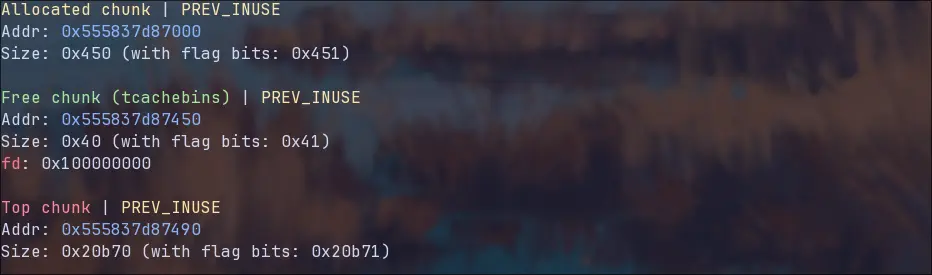 Allocated chunk | PREV_INUSE
Addr: 0x555837d87000
Size: 0x450 (with flag bits: 0x451)
Free chunk (tcachebins) | PREV_INUSE
Addr: 0x555837d87450
Size: 0x40 (with flag bits: 0x41)
fd: 0x100000000
Top chunk | PREV_INUSE
Addr: 0x555837d87490
Size: 0x20b70 (with flag bits: 0x20b71)